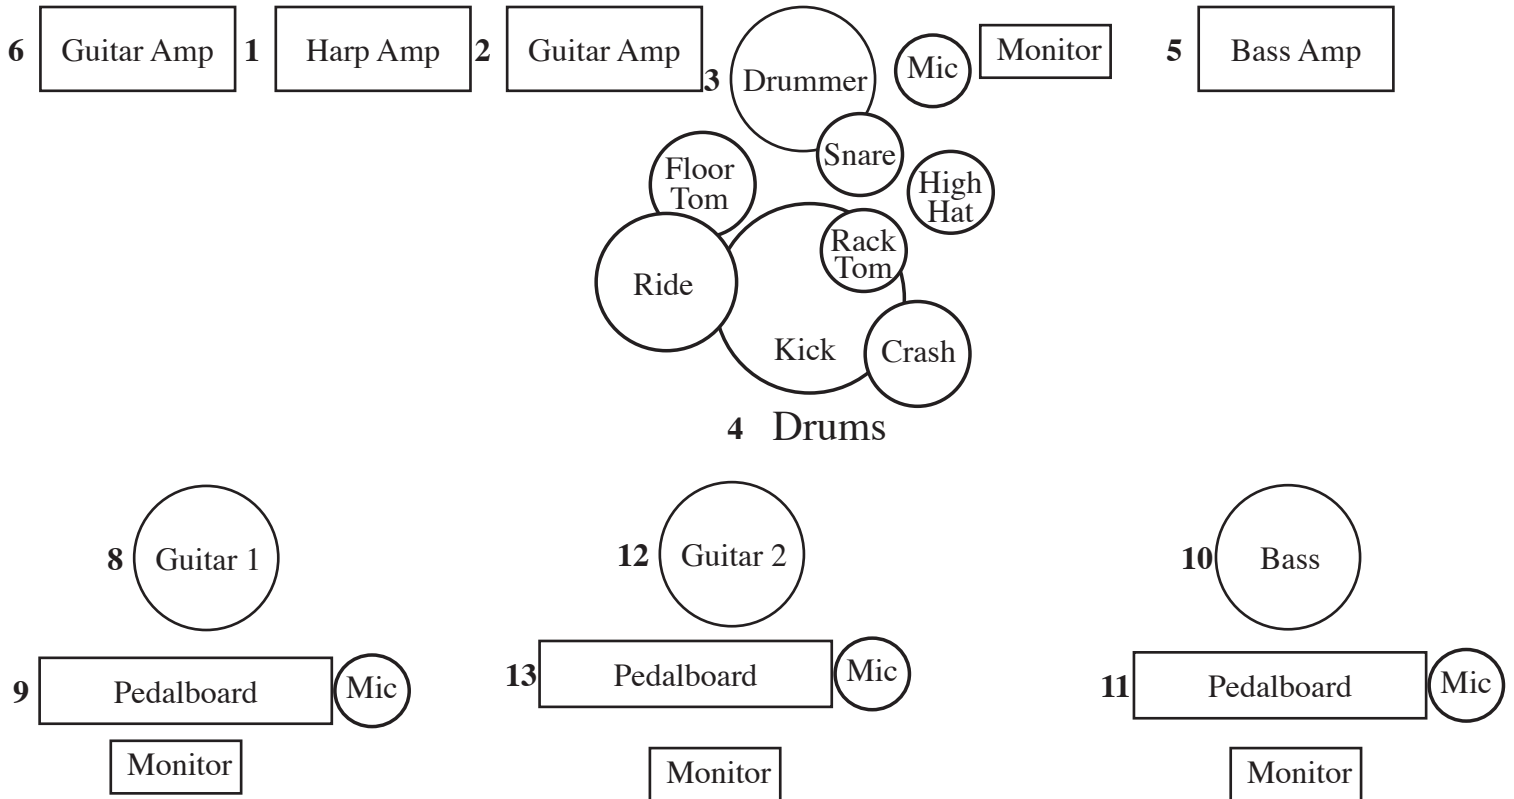 6 Guitar Amp 1 Harp Amp 2 Guitar Amp 3 Drummer Mic Monitor 5 Bass Amp
Snare
Floor
Tom
High
Hat
Rack
Tom
Ride
Kick
Crash
4 Drums
8 Guitar 1
12 Guitar 2
10 Bass
9 Pedalboard Mic
13 Pedalboard Mic
11 Pedalboard Mic
Monitor
Monitor
Monitor